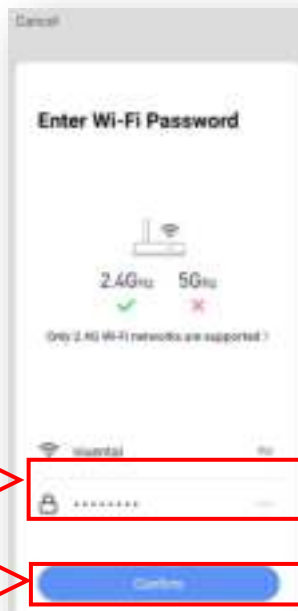 Cancel
Enter Wi-Fi Password
2.4GHz 5GHz
Only 2.4G Wi-Fi networks are supported >
••••••••
Confirm